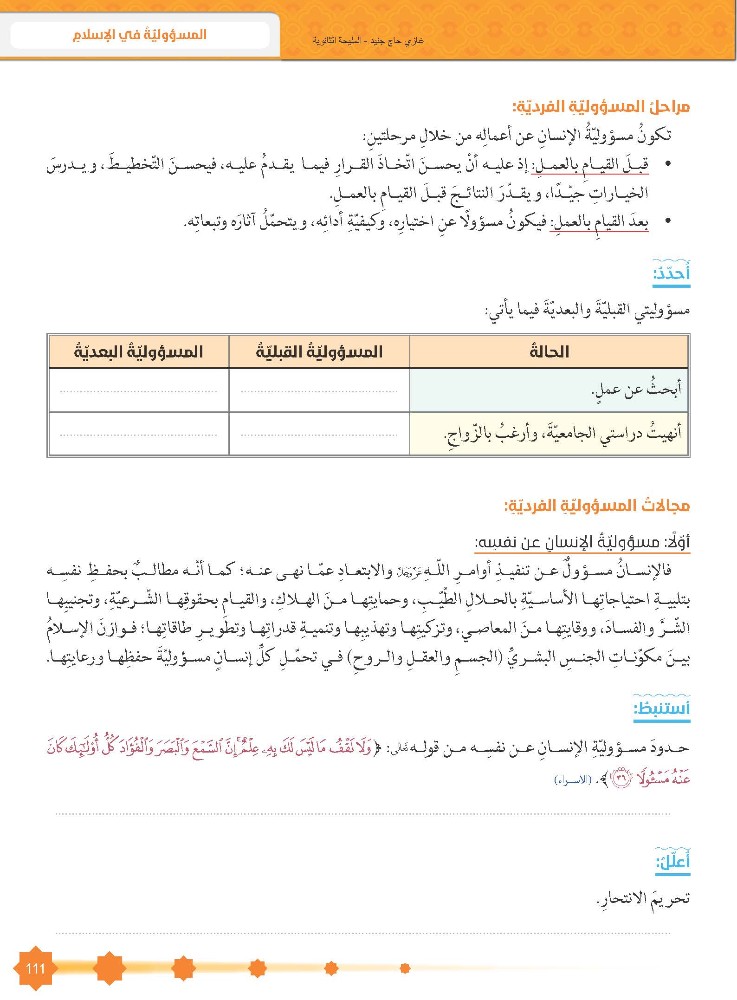 المسؤوليّةُ في الإسلامِ
غازي حاج جنيد - المليحة الثانوية
مراحلُ المسؤوليّةِ الفرديّةِ:
تكونُ مسؤوليّةُ الإنسانِ عن أعمالِه من خلالِ مرحلتينِ:
• قبلَ القيامِ بالعملِ: إذ عليه أنْ يحسنَ اتّخاذَ القرارِ فيما يقدمُ عليه، فيحسنَ التّخطيطَ، ويدرسَ
الخياراتِ جيّدًا، ويقدّرَ النتائجَ قبلَ القيامِ بالعملِ.
• بعدَ القيامِ بالعملِ: فيكونُ مسؤولًا عنِ اختيارِه، وكيفيّةِ أدائِه، ويتحمّلُ آثارَه وتبعاتِه.
أُحدّدُ:
مسؤوليتي القبليّةَ والبعديّةَ فيما يأتي:
الحالةُ المسؤوليّةُ القبليّةُ المسؤوليّةُ البعديّةُ
أبحثُ عن عملٍ.
أنهيتُ دراستي الجامعيّةَ، وأرغبُ بالزّواجِ.
مجالاتُ المسؤوليّةِ الفرديّةِ:
أوّلًا: مسؤوليّةُ الإنسانِ عن نفسِه:
فالإنسانُ مسؤولٌ عن تنفيذِ أوامرِ اللّهِ عَزَّوَجَلَّ والابتعادِ عمّا نهى عنه؛ كما أنّه مطالبٌ بحفظِ نفسِه
بتلبيةِ احتياجاتِها الأساسيّةِ بالحلالِ الطّيّبِ، وحمايتِها منَ الهلاكِ، والقيامِ بحقوقِها الشّرعيّةِ، وتجنيبِها
الشّرَّ والفسادَ، ووقايتِها منَ المعاصي، وتزكيتِها وتهذيبِها وتنميةِ قدراتِها وتطويرِ طاقاتِها؛ فوازنَ الإسلامُ
بينَ مكوّناتِ الجنسِ البشريِّ (الجسمِ والعقلِ والروحِ) في تحمّلِ كلِّ إنسانٍ مسؤوليّةَ حفظِها ورعايتِها.
أستنبطُ:
حدودَ مسؤوليّةِ الإنسانِ عن نفسِه من قولِه تَعَالَى: ﴿وَلَا تَقْفُ مَا لَيْسَ لَكَ بِهِۦ عِلْمٌ ۚ إِنَّ ٱلسَّمْعَ وَٱلْبَصَرَ وَٱلْفُؤَادَ كُلُّ أُو۟لَـٰٓئِكَ كَانَ
عَنْهُ مَسْـُٔولًا ٣٦﴾. (الاسراء)
أُعلّلُ:
تحريمَ الانتحارِ.
111